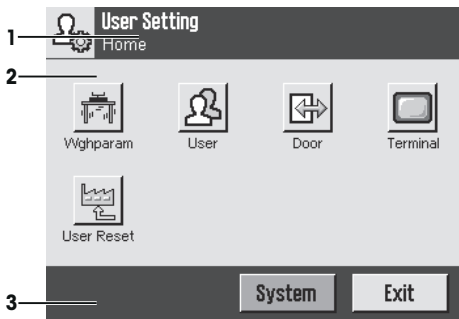 User Setting
1
Home
2
Wghparam
User
Door
Terminal
User Reset
3
System
Exit